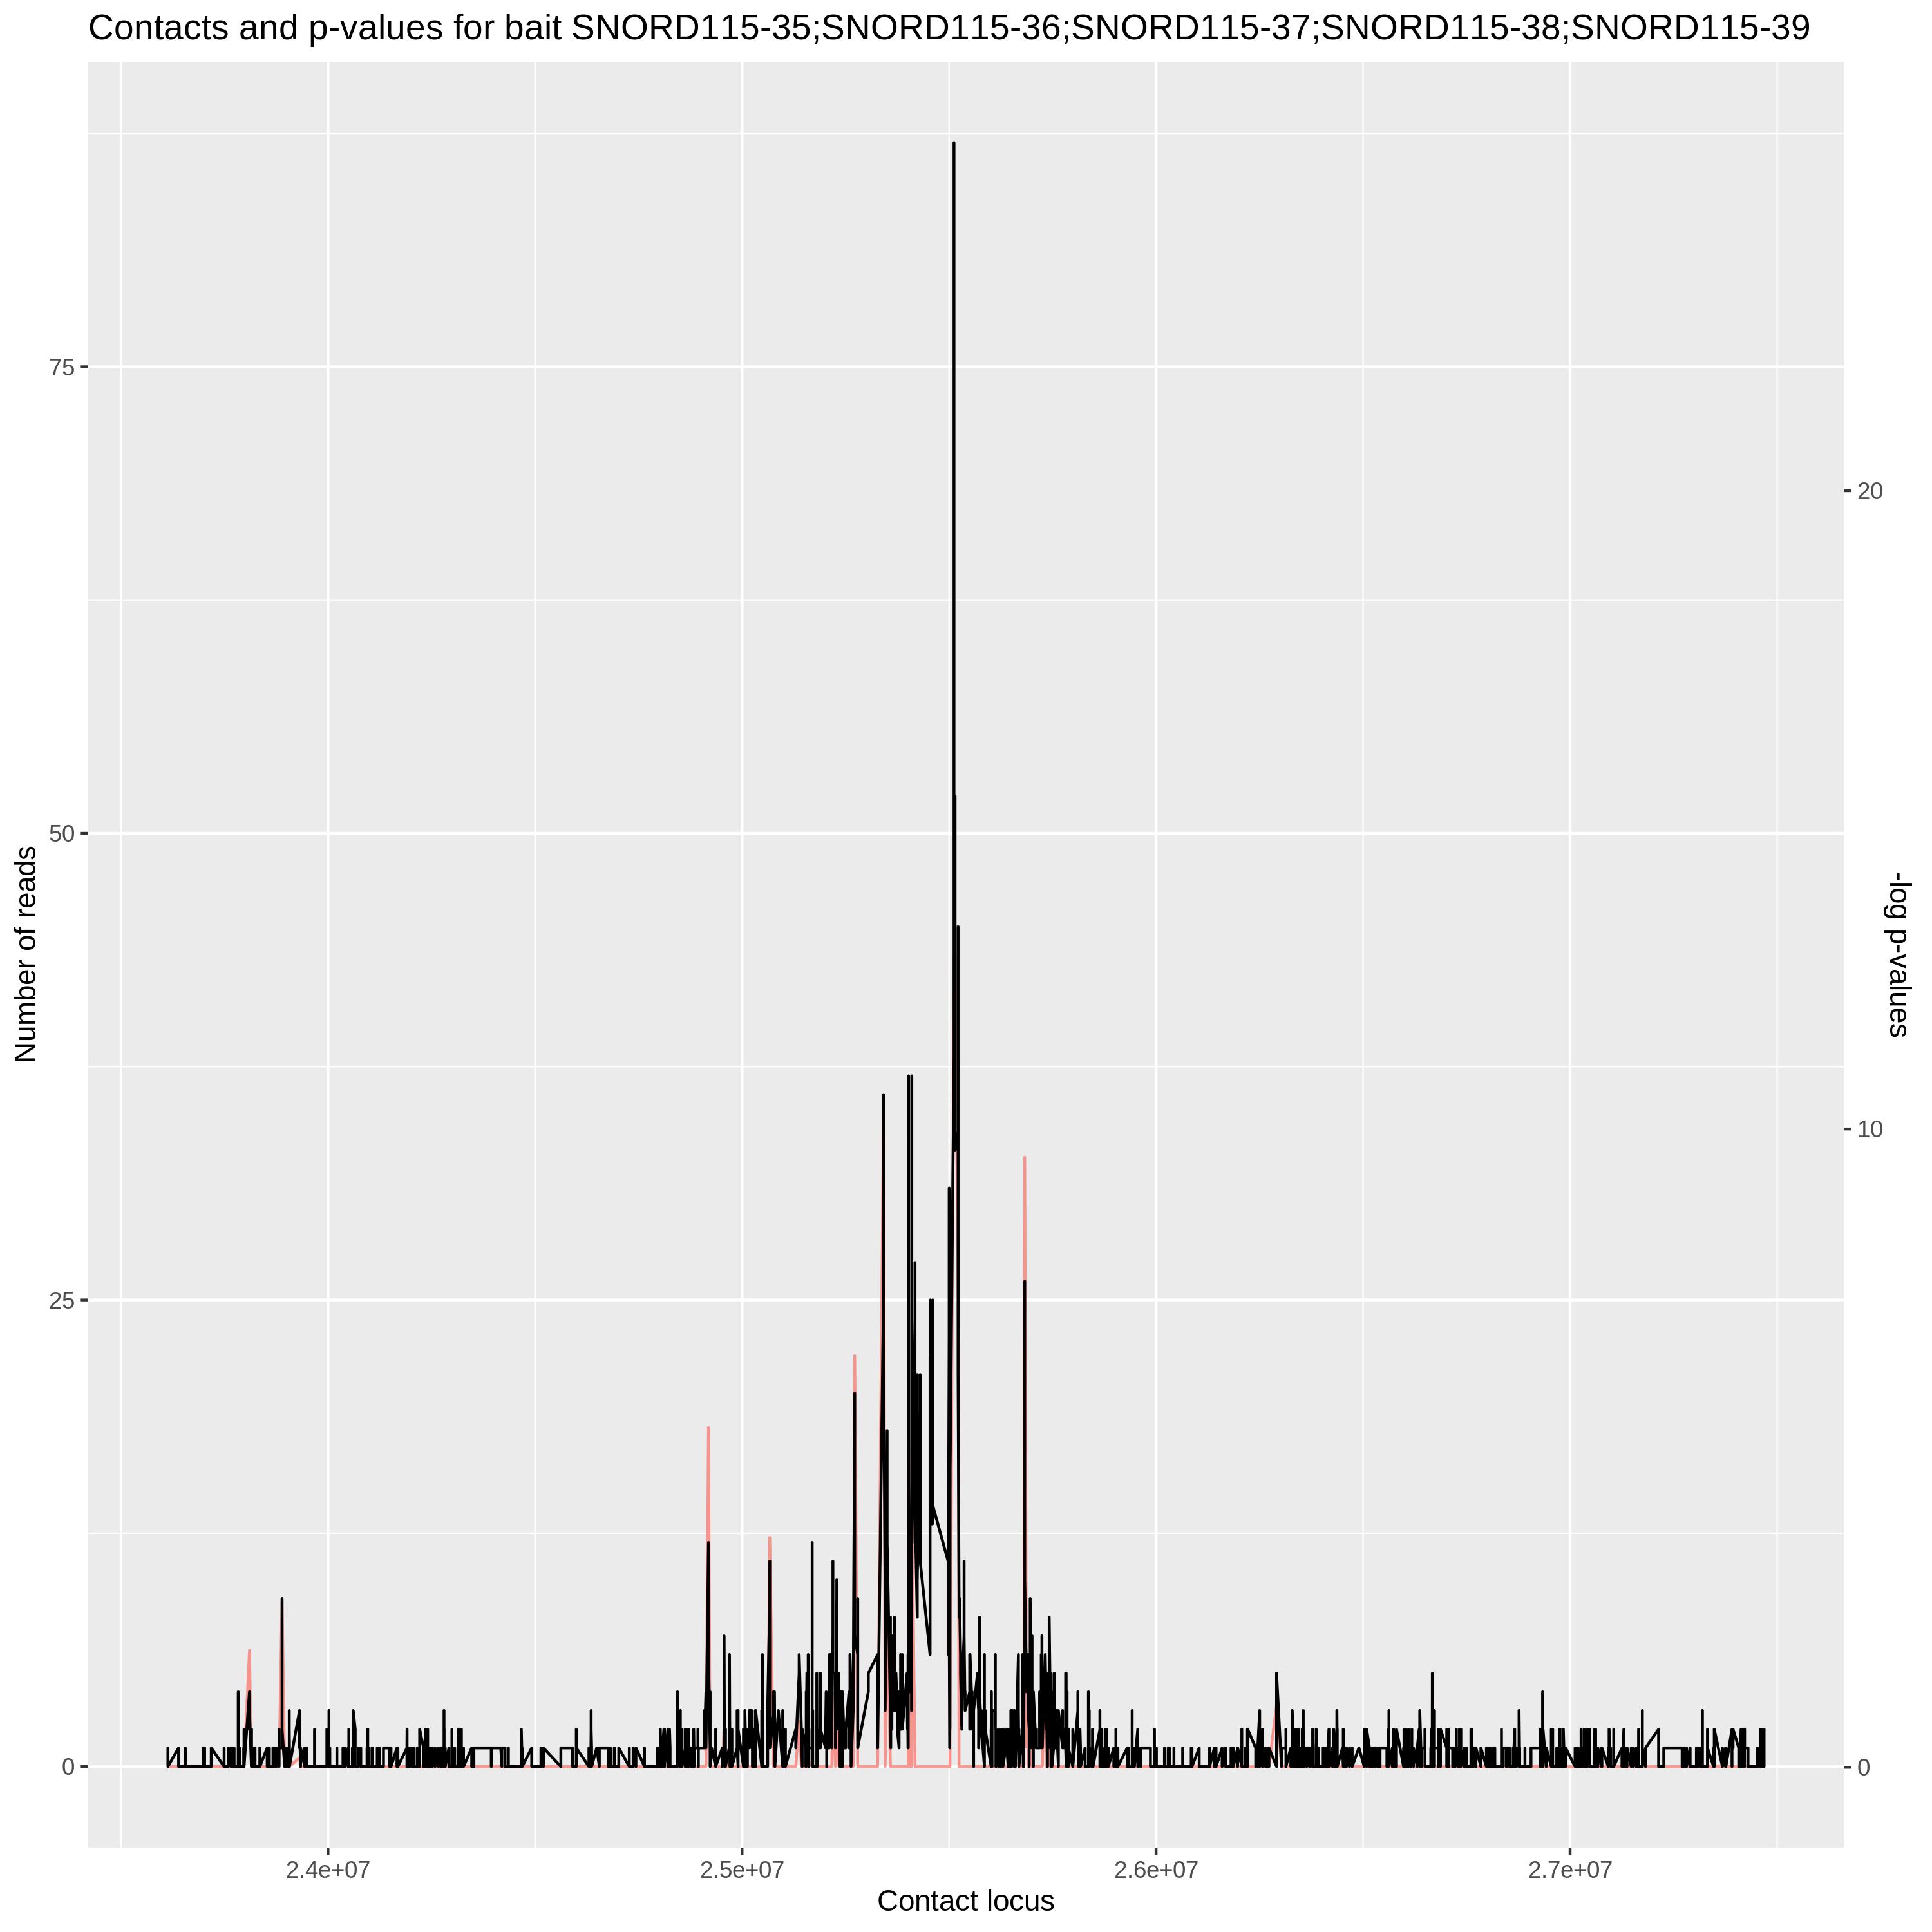 Contacts and p-values for bait SNORD115-35;SNORD115-36;SNORD115-37;SNORD115-38;SNORD115-39
75
50
25
0
Number of reads
20
10
0
-log p-values
2.4e+07
2.5e+07
2.6e+07
2.7e+07
Contact locus